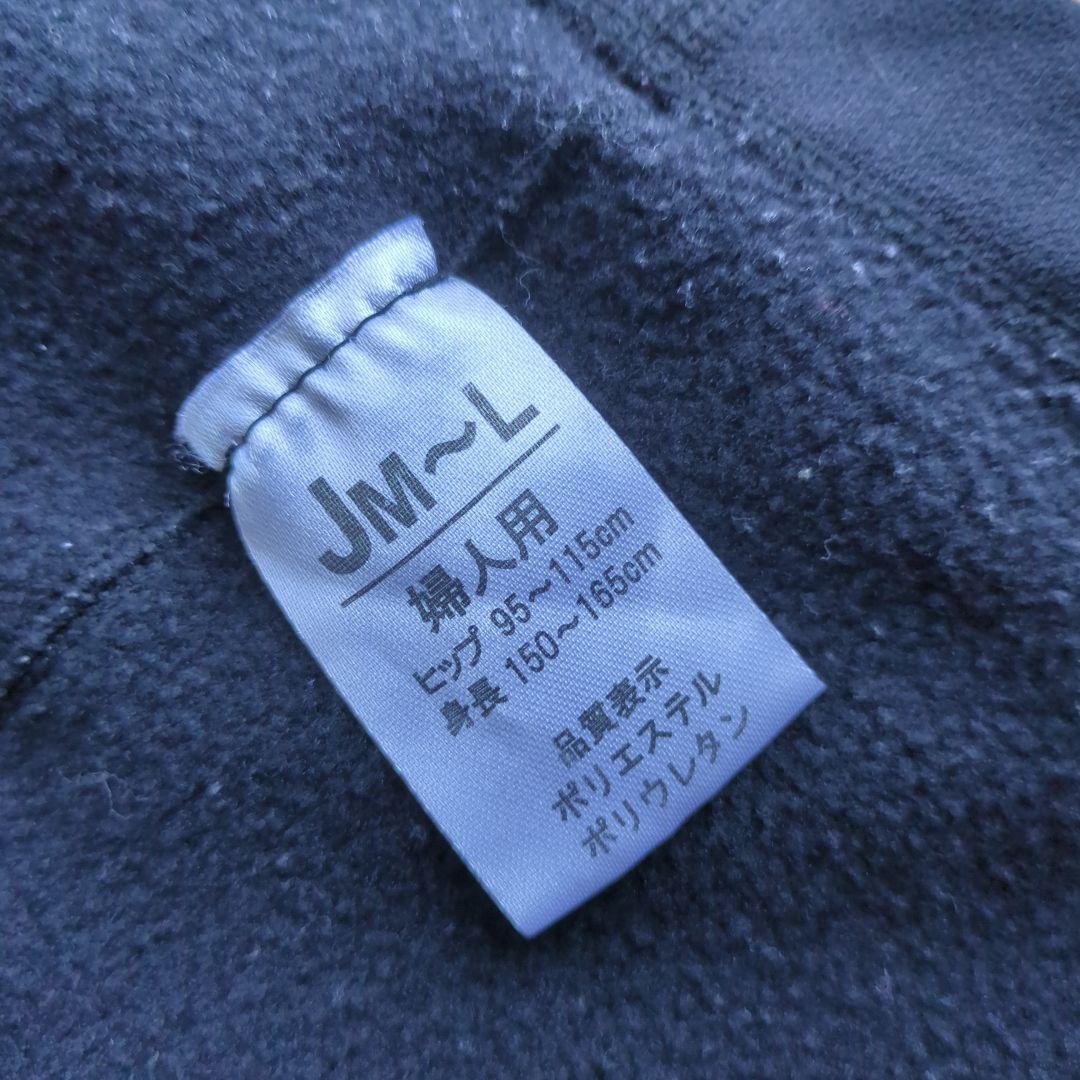 JM～L
婦人用
ヒップ 95～115cm
身長 150～165cm
品質表示
ポリエステル
ポリウレタン